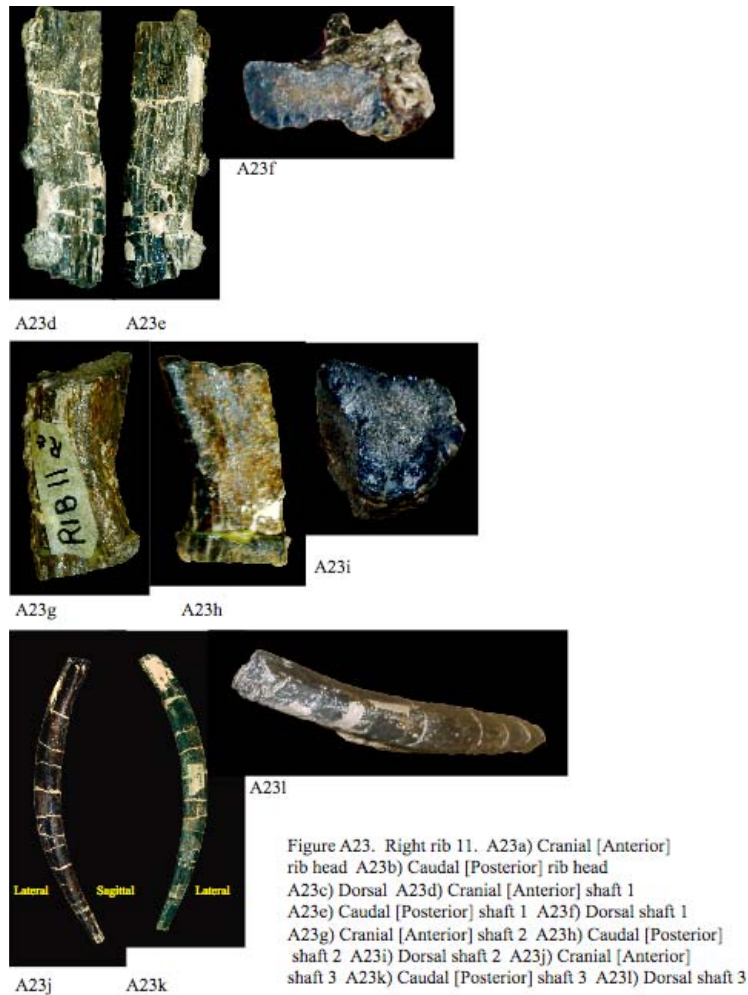 A23f
A23d A23e
RIB 11
A23i
A23g A23h
A23l
Lateral Sagittal Lateral
A23j A23k
Figure A23. Right rib 11. A23a) Cranial [Anterior]
rib head A23b) Caudal [Posterior] rib head
A23c) Dorsal A23d) Cranial [Anterior] shaft 1
A23e) Caudal [Posterior] shaft 1 A23f) Dorsal shaft 1
A23g) Cranial [Anterior] shaft 2 A23h) Caudal [Posterior]
shaft 2 A23i) Dorsal shaft 2 A23j) Cranial [Anterior]
shaft 3 A23k) Caudal [Posterior] shaft 3 A23l) Dorsal 3